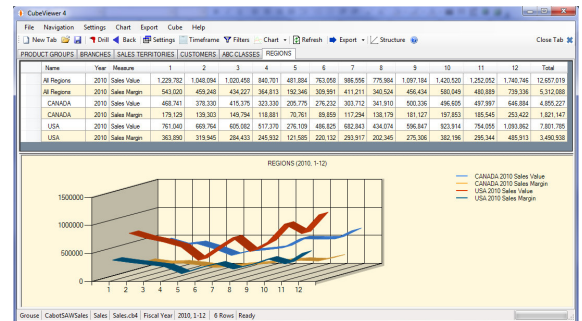 CubeViewer 4
File Navigation Settings Chart Export Cube Help
New Tab Drill Back Settings Timeframe Filters Chart Refresh Export Structure Close Tab
PRODUCT GROUPS BRANCHES SALES TERRITORIES CUSTOMERS ABC CLASSES REGIONS
Name Year Measure 1 2 3 4 5 6 7 8 9 10 11 12 Total
All Regions 2010 Sales Value 1,229,782 1,048,094 1,020,458 840,701 481,884 763,058 986,556 775,984 1,097,184 1,420,520 1,252,052 1,740,746 12,657,019
All Regions 2010 Sales Margin 543,020 459,248 434,227 364,813 192,346 309,991 411,211 340,524 456,434 580,049 480,889 739,336 5,312,088
CANADA 2010 Sales Value 468,741 378,330 415,375 323,330 205,775 276,232 303,712 341,910 500,336 496,605 497,997 646,884 4,855,227
CANADA 2010 Sales Margin 179,129 139,303 149,794 118,881 70,761 89,859 117,294 138,179 181,127 197,853 185,545 253,422 1,821,147
USA 2010 Sales Value 761,040 669,764 605,082 517,370 276,109 486,825 682,843 434,074 596,847 923,914 754,055 1,093,862 7,801,785
USA 2010 Sales Margin 363,890 319,945 284,433 245,932 121,585 220,132 293,917 202,345 275,306 382,196 295,344 485,913 3,490,938
REGIONS (2010, 1-12)
CANADA 2010 Sales Value
CANADA 2010 Sales Margin
USA 2010 Sales Value
USA 2010 Sales Margin
1500000
1000000
500000
0
1 2 3 4 5 6 7 8 9 10 11 12
Grouse CabotSAWSales Sales Sales.cb4 Fiscal Year 2010, 1-12 6 Rows Ready